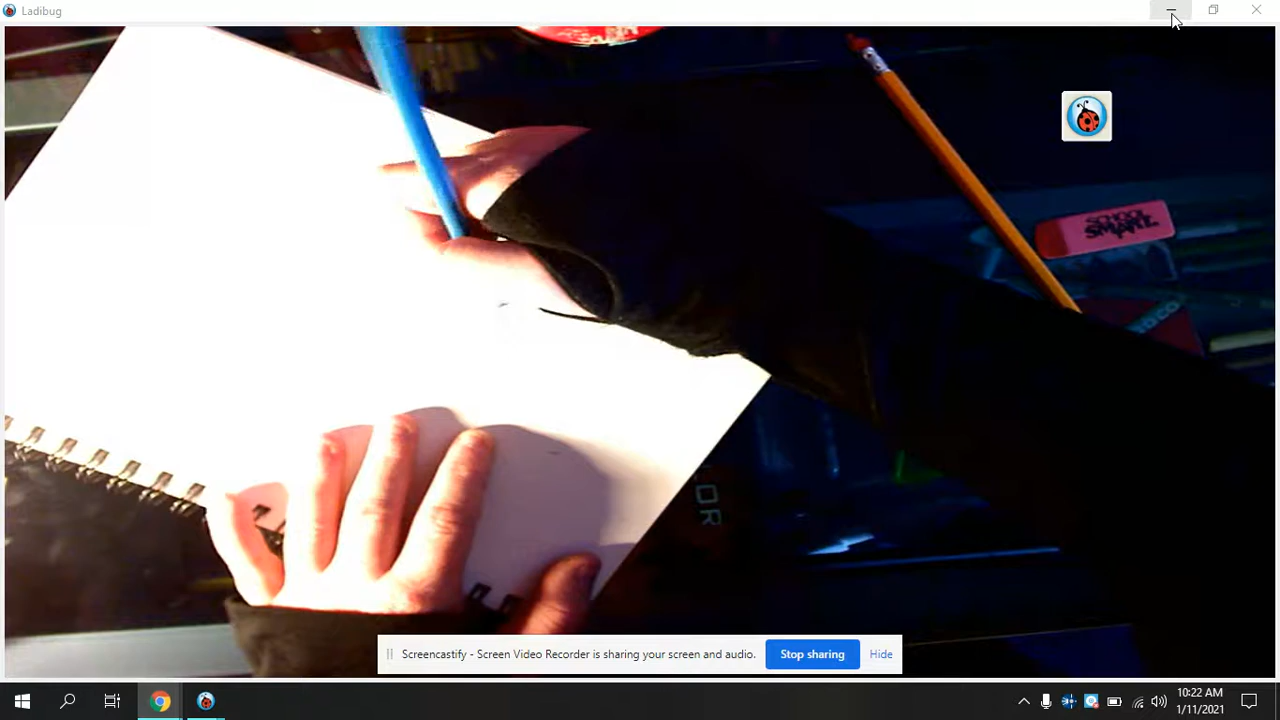 Ladibug
SCHOOL
SMART.
LOR
Screencastify - Screen Video Recorder is sharing your screen and audio.
Stop sharing
Hide
10:22 AM
1/11/2021